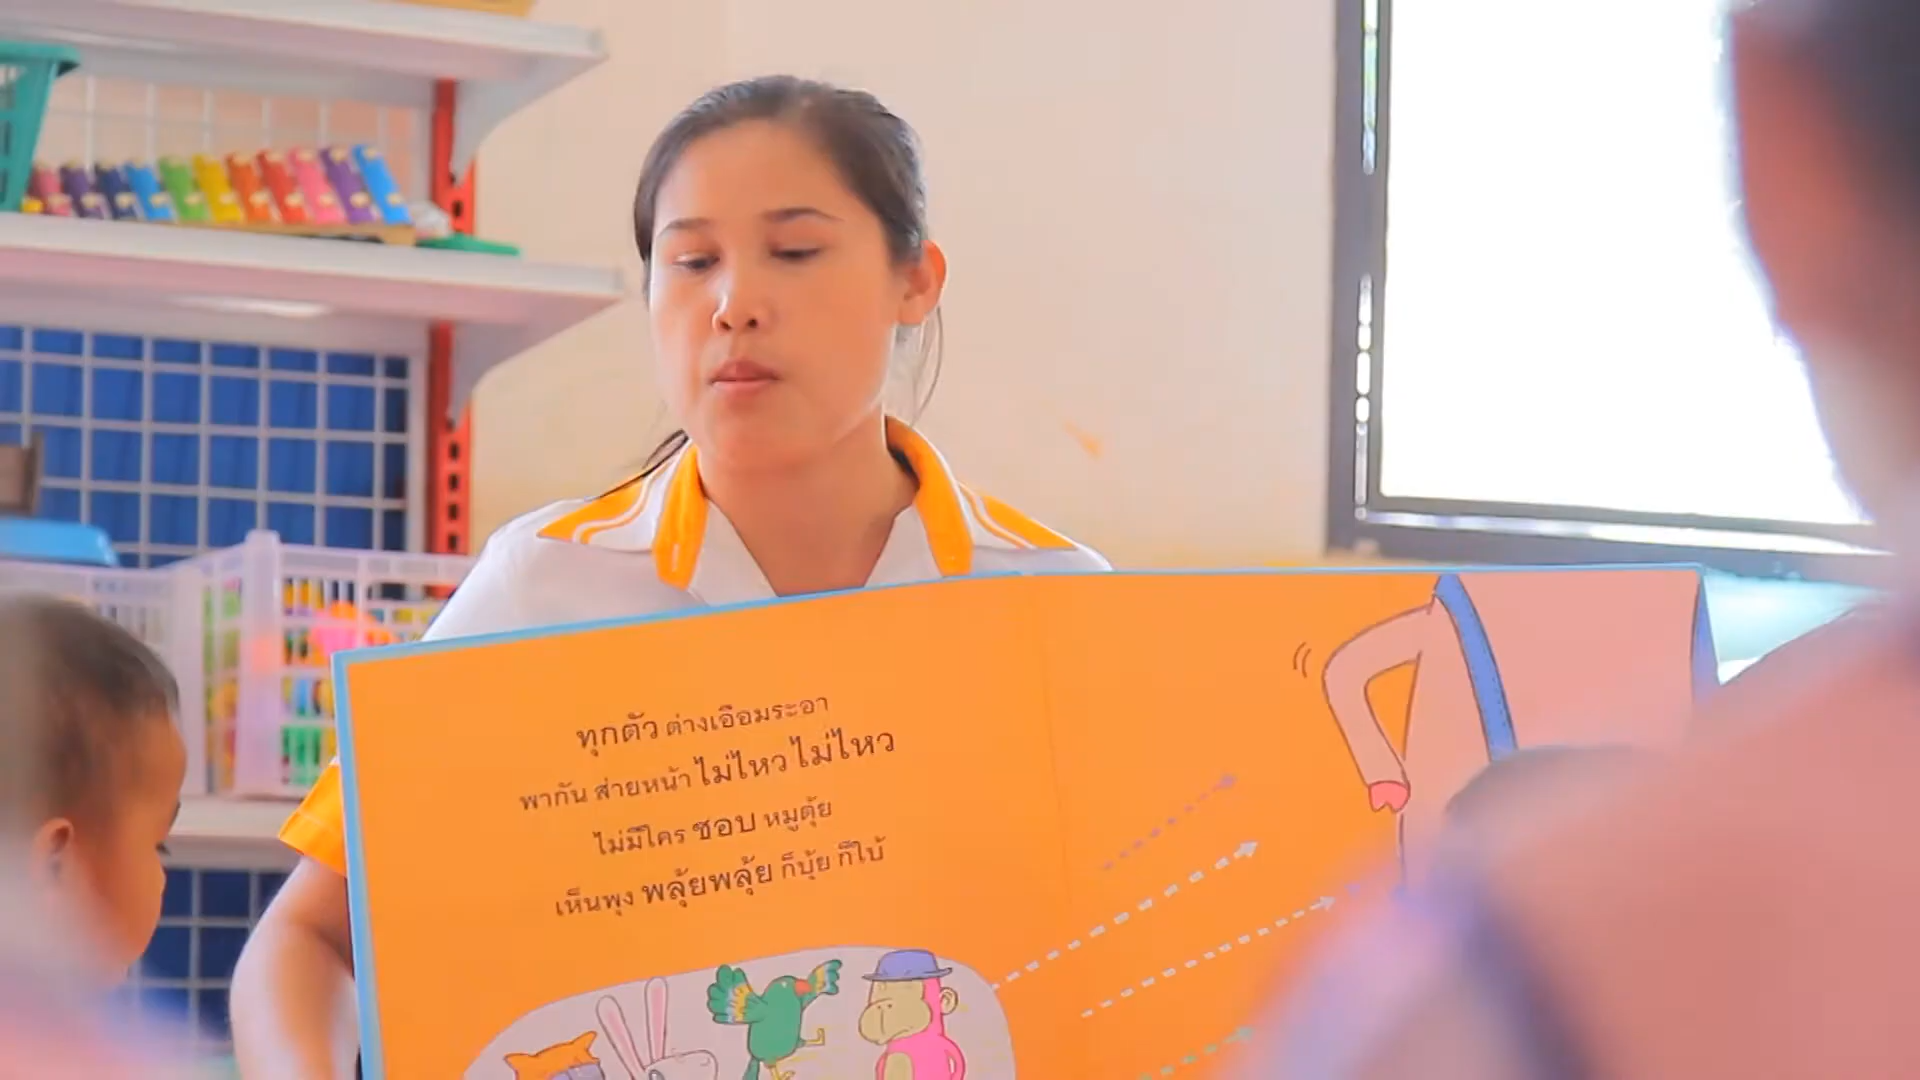 ทุกตัว ต่างเอือมระอา
พากัน ส่ายหน้า ไม่ไหว ไม่ไหว
ไม่มีใคร ชอบ หมูตุ้ย
เห็นพุง พลุ้ยพลุ้ย ก็บุ้ย ก็ใบ้